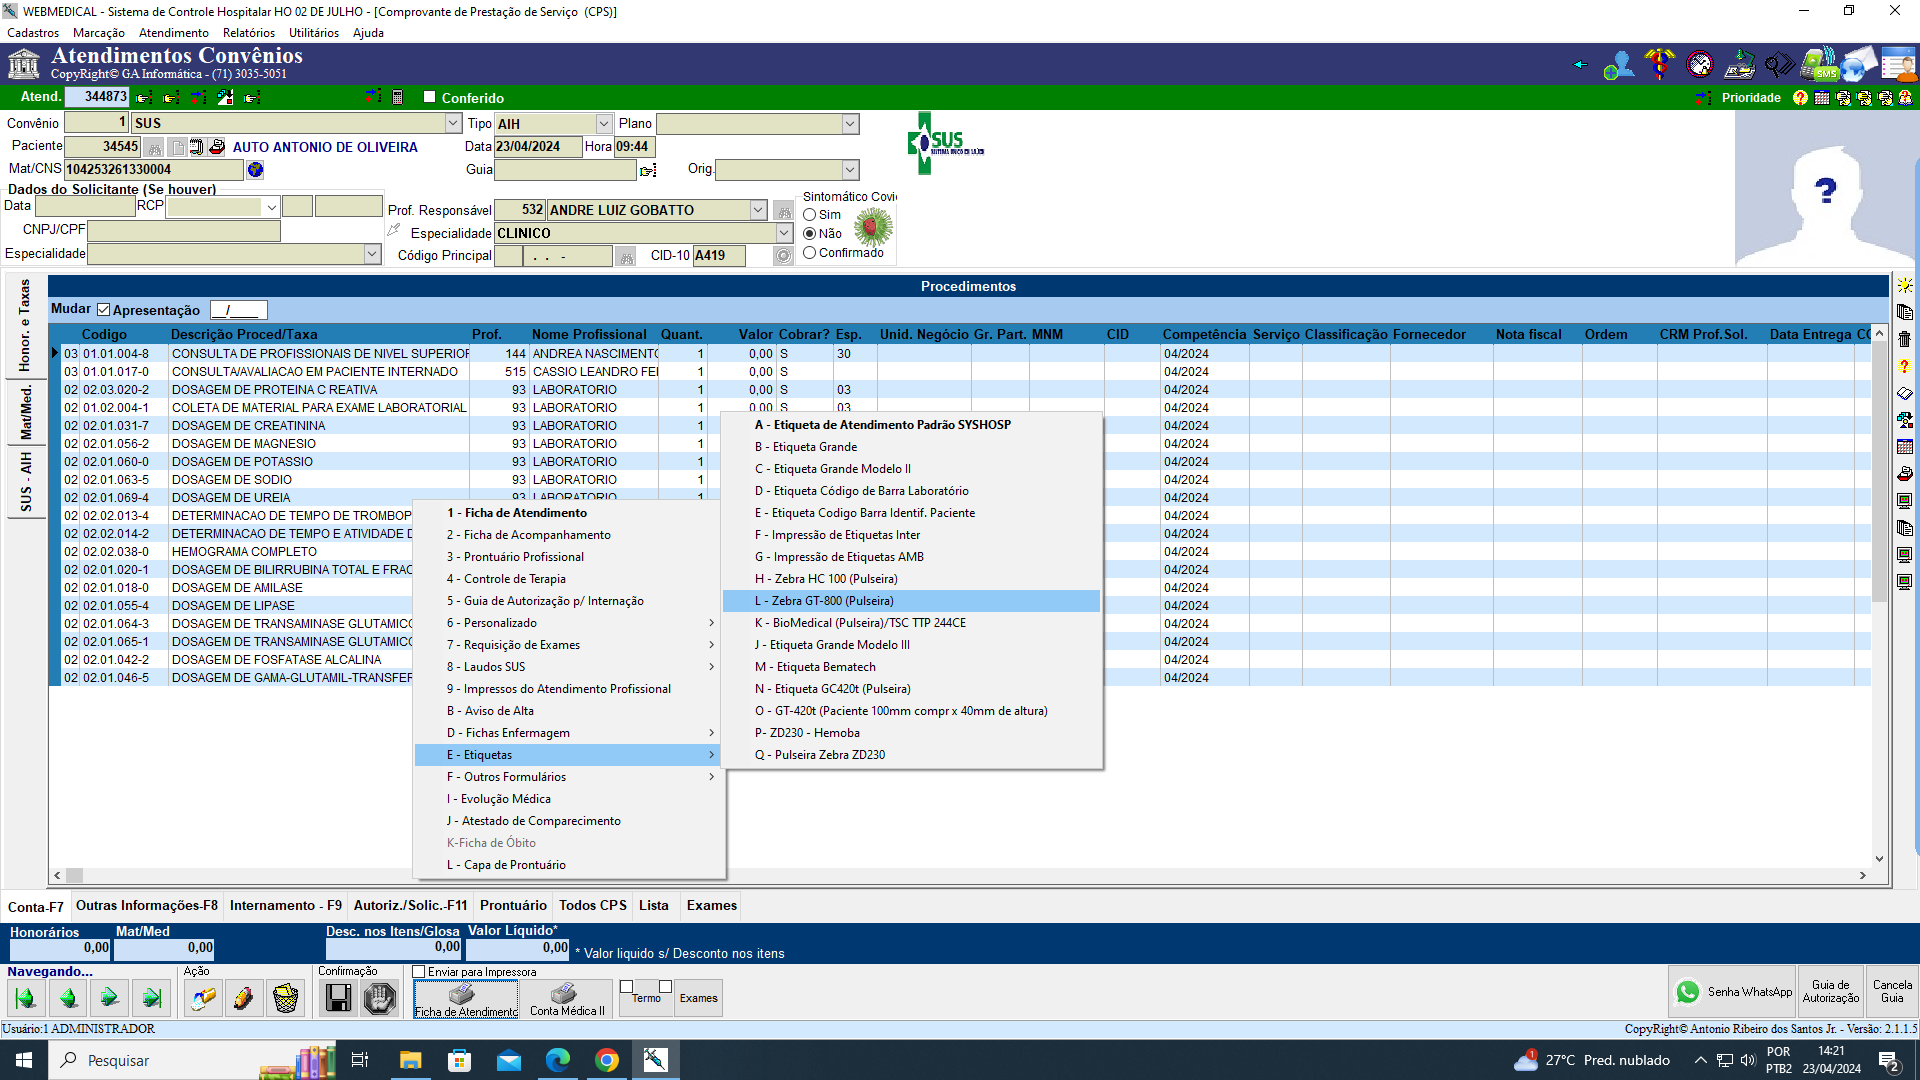 WEBMEDICAL - Sistema de Controle Hospitalar HO 02 DE JULHO - [Comprovante de Prestação de Serviço (CPS)]
Cadastros Marcação Atendimento Relatórios Utilitários Ajuda
Atendimentos Convênios
CopyRight© GA Informática - (71) 3035-5051
SMS
Atend. 344873 Conferido Prioridade
Convênio 1 SUS Tipo AIH Plano
Paciente 34545 AUTO ANTONIO DE OLIVEIRA Data 23/04/2024 Hora 09:44
Mat/CNS 104253261330004 Guia Orig.
SUS
Dados do Solicitante (Se houver)
Data RCP
CNPJ/CPF
Especialidade
Prof. Responsável 532 ANDRE LUIZ GOBATTO
Especialidade CLINICO
Código Principal . . - CID-10 A419
Sintomático Covi
Sim
Não
Confirmado
?
Honor. e Taxas
Mat/Med.
SUS - AIH
Procedimentos
Mudar Apresentação __/____
Codigo Descrição Proced/Taxa Prof. Nome Profissional Quant. Valor Cobrar? Esp. Unid. Negócio Gr. Part. MNM CID Competência Serviço Classificação Fornecedor Nota fiscal Ordem CRM Prof.Sol. Data Entrega CC
03 01.01.004-8 CONSULTA DE PROFISSIONAIS DE NIVEL SUPERIOR 144 ANDREA NASCIMENTO 1 0,00 S 30 04/2024
03 01.01.017-0 CONSULTA/AVALIACAO EM PACIENTE INTERNADO 515 CASSIO LEANDRO FE 1 0,00 S 04/2024
02 02.03.020-2 DOSAGEM DE PROTEINA C REATIVA 93 LABORATORIO 1 0,00 S 03 04/2024
02 01.02.004-1 COLETA DE MATERIAL PARA EXAME LABORATORIAL 93 LABORATORIO 1 0,00 S 03 04/2024
02 02.01.031-7 DOSAGEM DE CREATININA 93 LABORATORIO 1 04/2024
02 02.01.056-2 DOSAGEM DE MAGNESIO 93 LABORATORIO 1 04/2024
02 02.01.060-0 DOSAGEM DE POTASSIO 93 LABORATORIO 1 04/2024
02 02.01.063-5 DOSAGEM DE SODIO 93 LABORATORIO 1 04/2024
02 02.01.069-4 DOSAGEM DE UREIA 93 LABORATORIO 1 04/2024
02 02.02.013-4 DETERMINACAO DE TEMPO DE TROMBOP 04/2024
02 02.02.014-2 DETERMINACAO DE TEMPO E ATIVIDADE D 04/2024
02 02.02.038-0 HEMOGRAMA COMPLETO 04/2024
02 02.01.020-1 DOSAGEM DE BILIRRUBINA TOTAL E FRAC 04/2024
02 02.01.018-0 DOSAGEM DE AMILASE 04/2024
02 02.01.055-4 DOSAGEM DE LIPASE 04/2024
02 02.01.064-3 DOSAGEM DE TRANSAMINASE GLUTAMICO 04/2024
02 02.01.065-1 DOSAGEM DE TRANSAMINASE GLUTAMICO 04/2024
02 02.01.042-2 DOSAGEM DE FOSFATASE ALCALINA 04/2024
02 02.01.046-5 DOSAGEM DE GAMA-GLUTAMIL-TRANSFER 04/2024
1 - Ficha de Atendimento
2 - Ficha de Acompanhamento
3 - Prontuário Profissional
4 - Controle de Terapia
5 - Guia de Autorização p/ Internação
6 - Personalizado
7 - Requisição de Exames
8 - Laudos SUS
9 - Impressos do Atendimento Profissional
B - Aviso de Alta
D - Fichas Enfermagem
E - Etiquetas
F - Outros Formulários
I - Evolução Médica
J - Atestado de Comparecimento
K-Ficha de Óbito
L - Capa de Prontuário
A - Etiqueta de Atendimento Padrão SYSHOSP
B - Etiqueta Grande
C - Etiqueta Grande Modelo II
D - Etiqueta Código de Barra Laboratório
E - Etiqueta Codigo Barra Identif. Paciente
F - Impressão de Etiquetas Inter
G - Impressão de Etiquetas AMB
H - Zebra HC 100 (Pulseira)
L - Zebra GT-800 (Pulseira)
K - BioMedical (Pulseira)/TSC TTP 244CE
J - Etiqueta Grande Modelo III
M - Etiqueta Bematech
N - Etiqueta GC420t (Pulseira)
O - GT-420t (Paciente 100mm compr x 40mm de altura)
P- ZD230 - Hemoba
Q - Pulseira Zebra ZD230
Conta-F7 Outras Informações-F8 Internamento - F9 Autoriz./Solic.-F11 Prontuário Todos CPS Lista Exames
Honorários Mat/Med Desc. nos Itens/Glosa Valor Líquido*
0,00 0,00 0,00 0,00 * Valor liquido s/ Desconto nos itens
Navegando... Ação Confirmação Enviar para Impressora
Ficha de Atendimento Conta Médica II Termo Exames
Senha WhatsApp Guia de Autorização Cancela Guia
Usuário:1 ADMINISTRADOR CopyRight© Antonio Ribeiro dos Santos Jr. - Versão: 2.1.1.5
Pesquisar 1 27°C Pred. nublado POR PTB2 14:21 23/04/2024 2